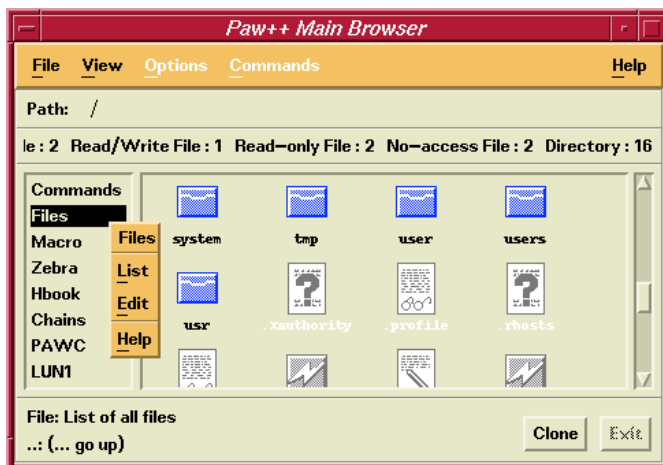 Paw++ Main Browser
File View Options Commands Help
Path: /
le : 2 Read/Write File : 1 Read-only File : 2 No-access File : 2 Directory : 16
Commands
Files
Macro
Zebra
Hbook
Chains
PAWC
LUN1
Files
List
Edit
Help
system tmp user users
usr .Xauthority .profile .rhosts
File: List of all files
..: (... go up)
Clone Exit